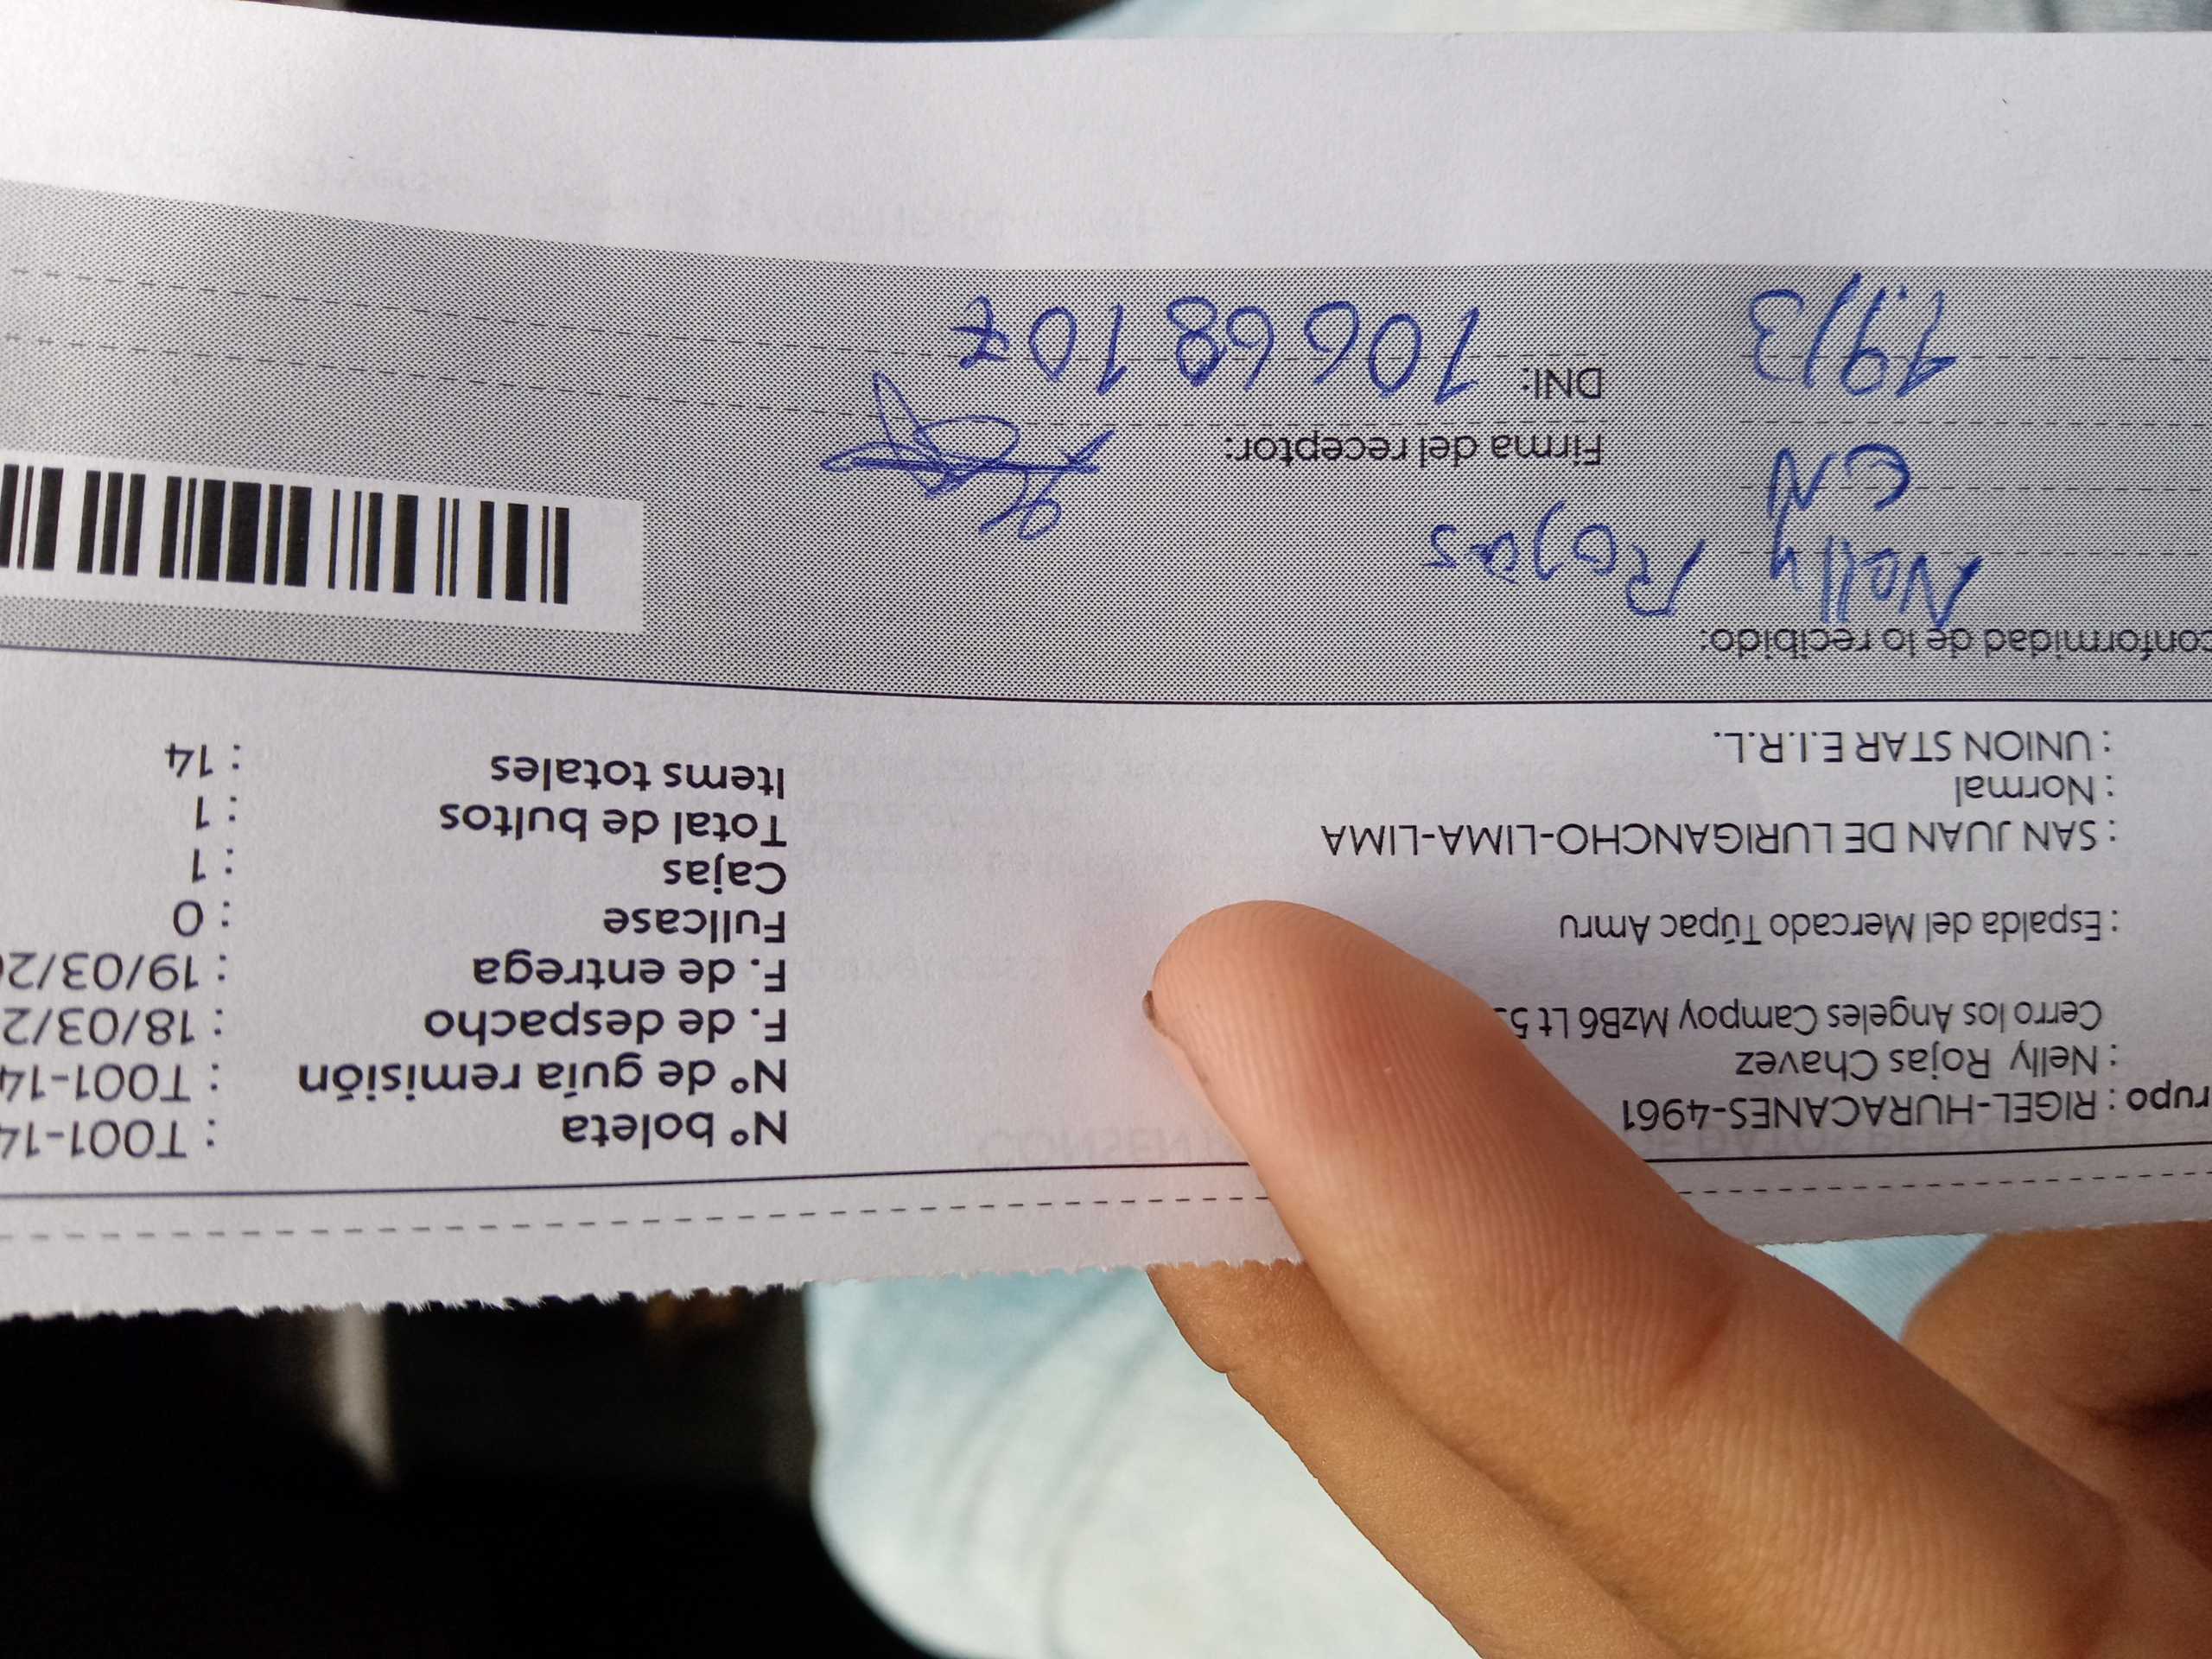 rupo : RIGEL-HURACANES-4961
: Nelly Rojas Chavez
Cerro los Angeles Campoy MzB6 Lt 5
: Espalda del Mercado Túpac Amru
: SAN JUAN DE LURIGANCHO-LIMA-LIMA
: Normal
: UNION STAR E.I.R.L.
N° boleta : T001-14
N° de guía remisión : T001-14
F. de despacho : 18/03/2
F. de entrega : 19/03/20
Fullcase : 0
Cajas : 1
Total de bultos : 1
Items totales : 14
conformidad de lo recibido:
Nelly Rojas
CN
Firma del receptor:
19/3
DNI: 10668107